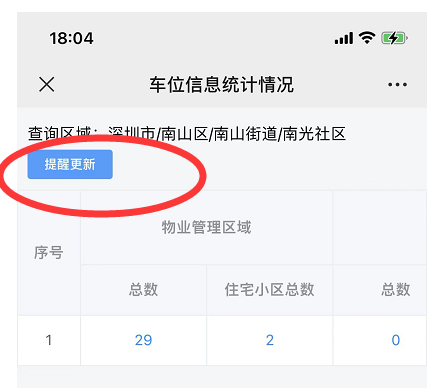 18:04
车位信息统计情况
查询区域：深圳市/南山区/南山街道/南光社区
提醒更新
序号
物业管理区域
总数
住宅小区总数
总数
1
29
2
0